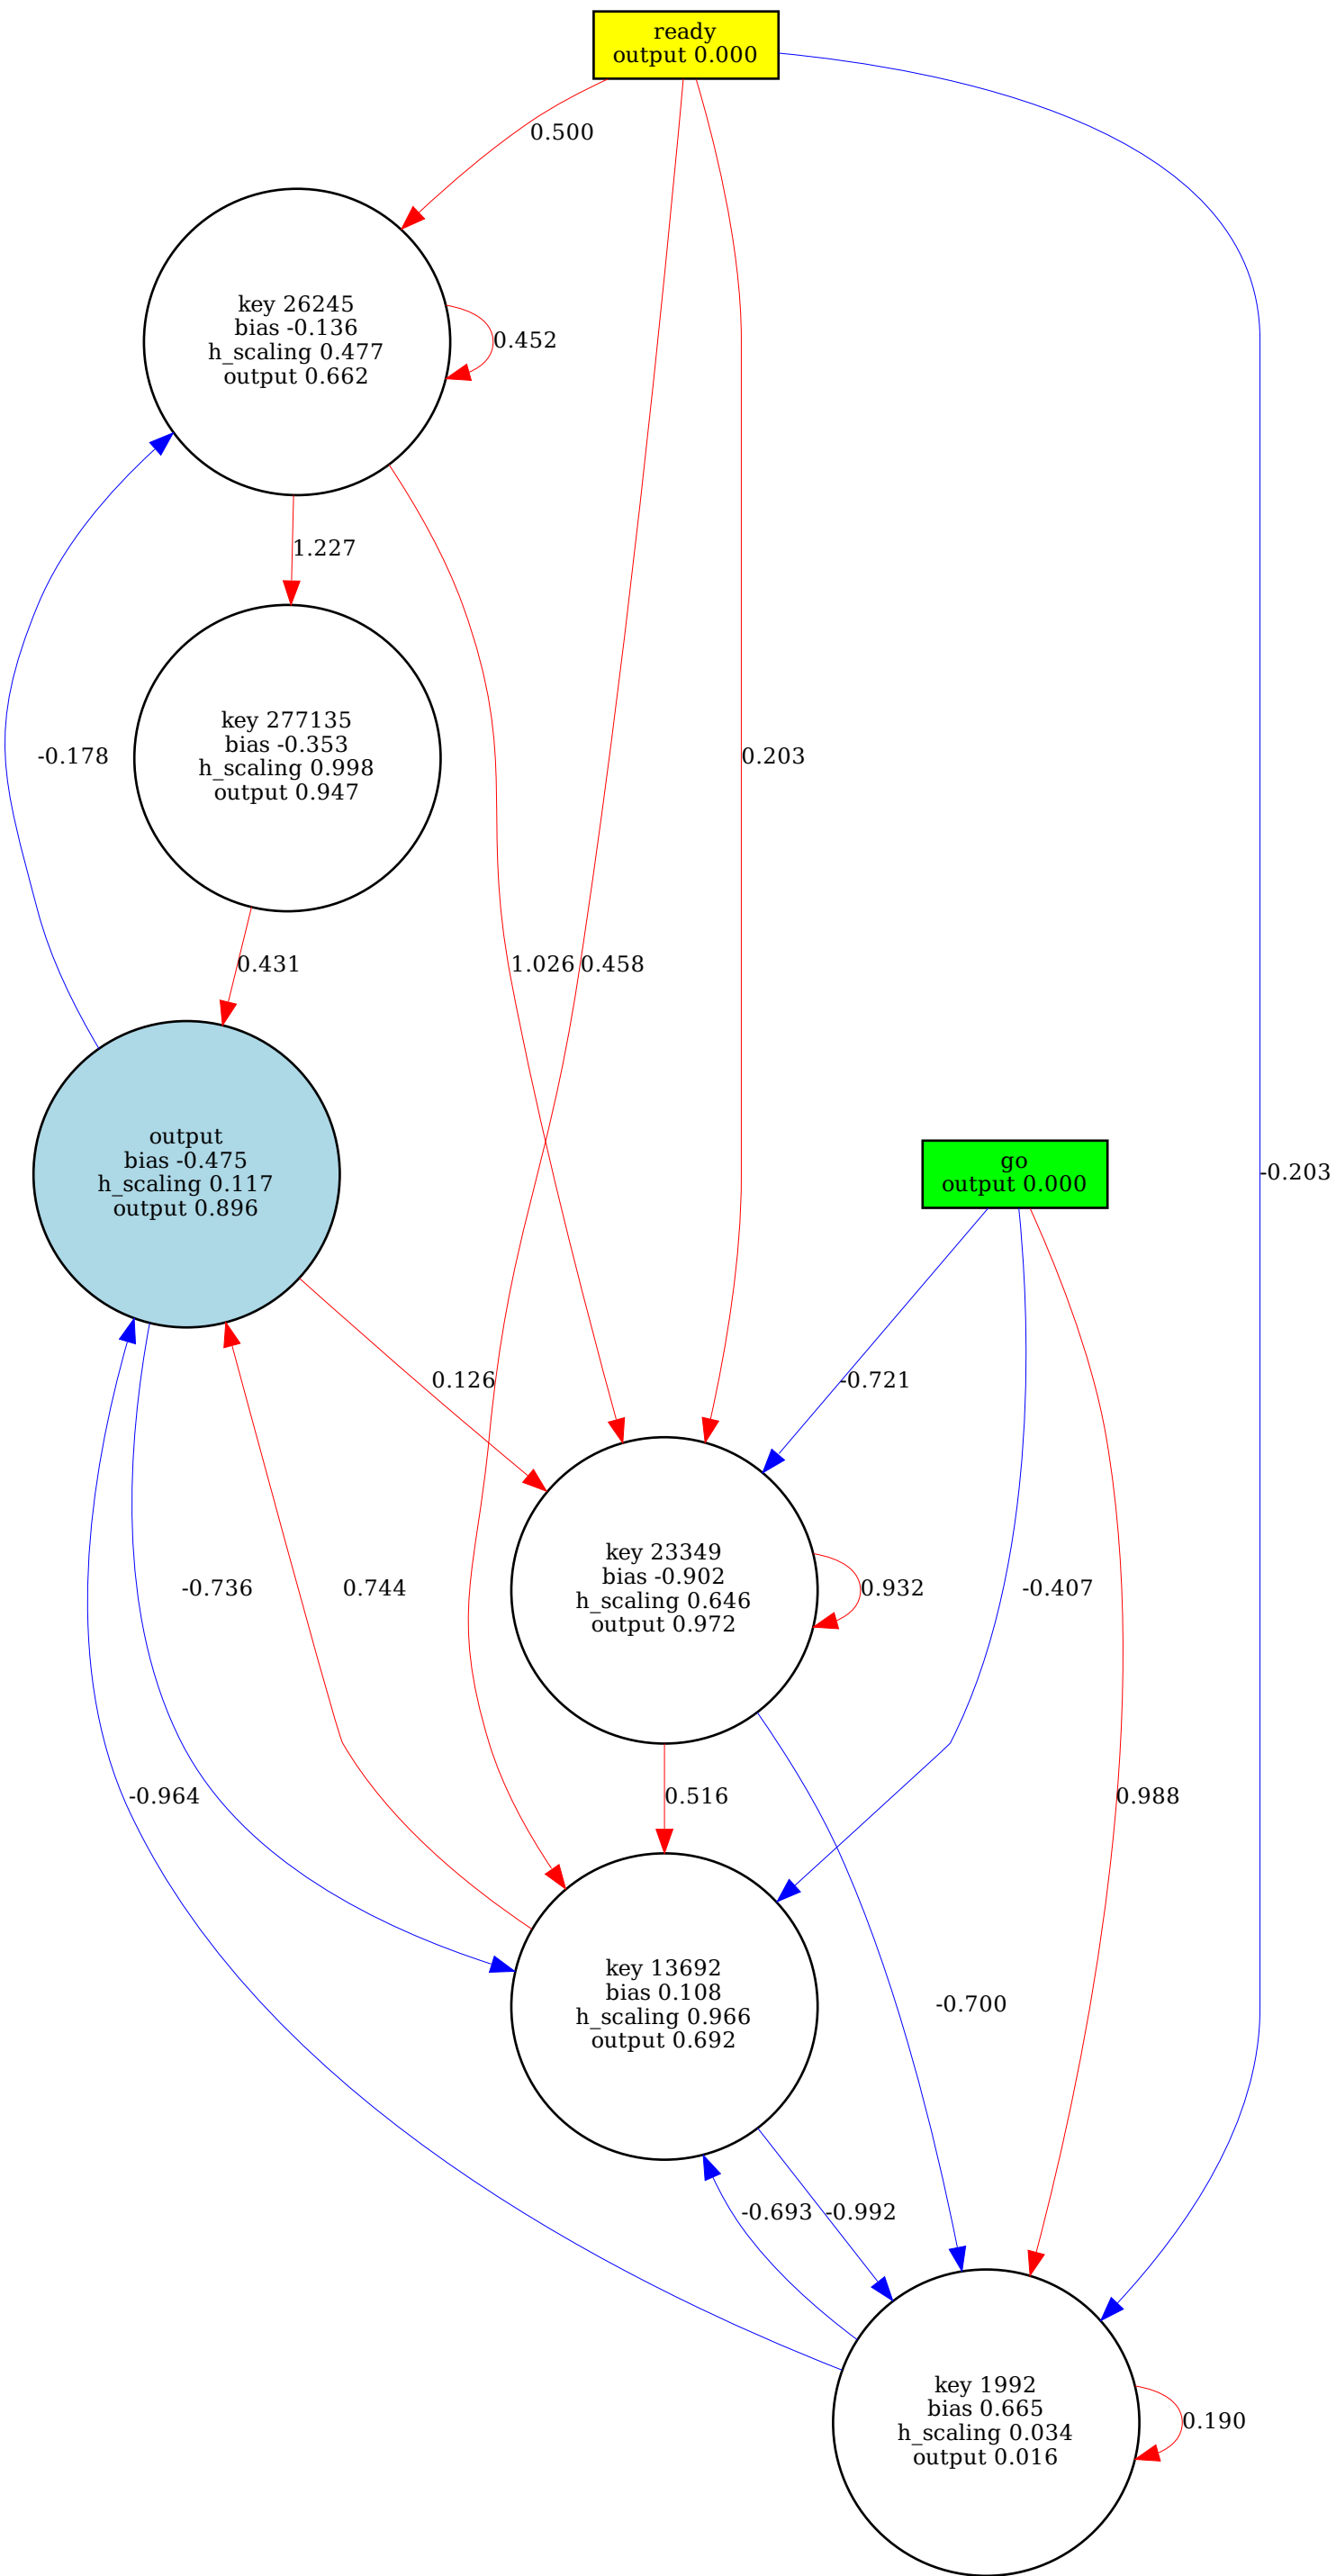 ready
output 0.000
0.500
key 26245
bias -0.136
h_scaling 0.477
output 0.662
0.452
1.227
key 277135
bias -0.353
h_scaling 0.998
output 0.947
-0.178
0.203
0.431
1.026
0.458
output
bias -0.475
h_scaling 0.117
output 0.896
go
output 0.000
-0.203
0.126
-0.721
key 23349
bias -0.902
h_scaling 0.646
output 0.972
-0.736
0.744
0.932
-0.407
-0.964
0.516
0.988
key 13692
bias 0.108
h_scaling 0.966
output 0.692
-0.700
-0.693
-0.992
key 1992
bias 0.665
h_scaling 0.034
output 0.016
0.190